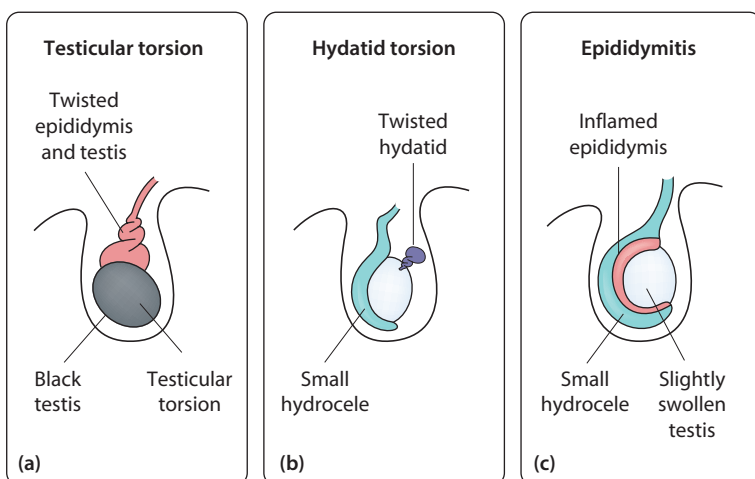 Testicular torsion
Twisted
epididymis
and testis
Black
testis
Testicular
torsion
(a)
Hydatid torsion
Twisted
hydatid
Small
hydrocele
(b)
Epididymitis
Inflamed
epididymis
Small
hydrocele
Slightly
swollen
testis
(c)